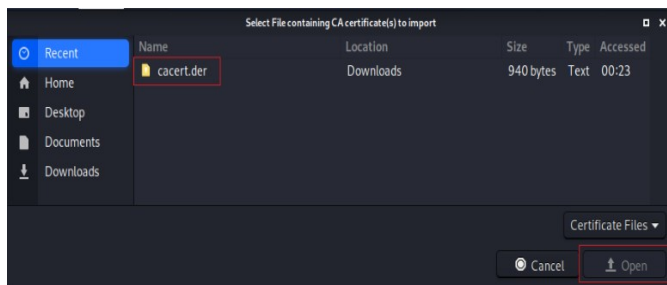 Select File containing CA certificate(s) to import
Recent
Home
Desktop
Documents
Downloads
Name Location Size Type Accessed
cacert.der Downloads 940 bytes Text 00:23
Certificate Files
Cancel Open